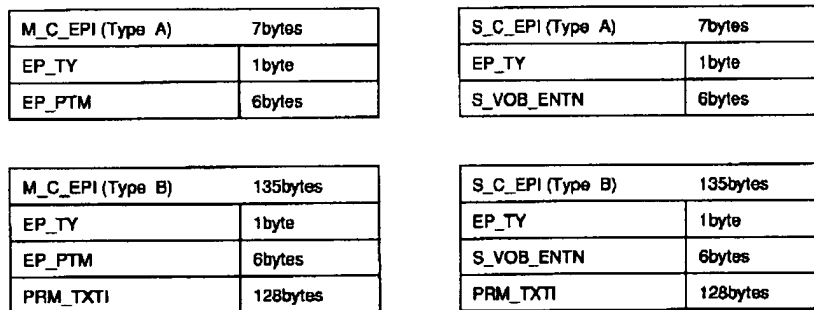 M_C_EPI (Type A) 7bytes
EP_TY 1byte
EP_PTM 6bytes
S_C_EPI (Type A) 7bytes
EP_TY 1byte
S_VOB_ENTN 6bytes
M_C_EPI (Type B) 135bytes
EP_TY 1byte
EP_PTM 6bytes
PRM_TXTI 128bytes
S_C_EPI (Type B) 135bytes
EP_TY 1byte
S_VOB_ENTN 6bytes
PRM_TXTI 128bytes